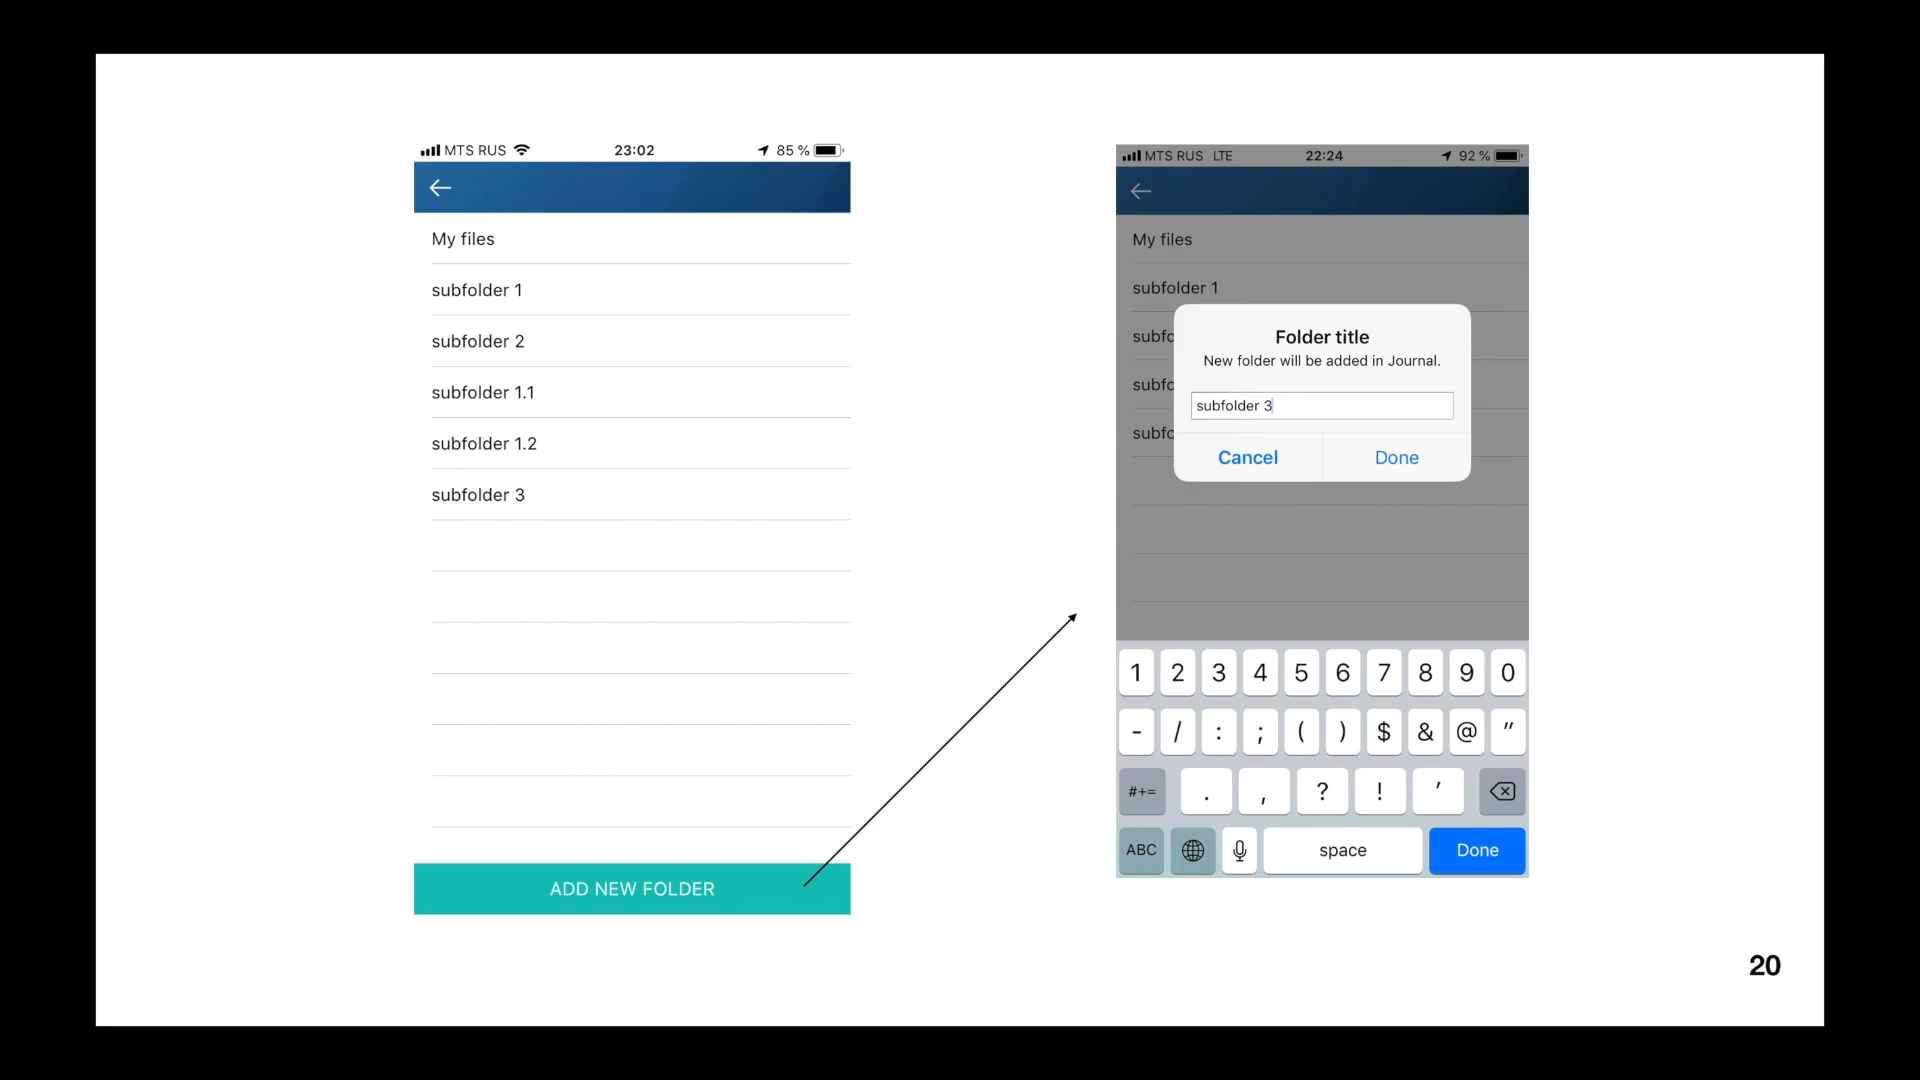 MTS RUS 23:02 85 %
My files
subfolder 1
subfolder 2
subfolder 1.1
subfolder 1.2
subfolder 3
ADD NEW FOLDER
MTS RUS LTE 22:24 92 %
My files
subfolder 1
subfo
subfo
subfo
Folder title
New folder will be added in Journal.
subfolder 3
Cancel Done
1 2 3 4 5 6 7 8 9 0
- / : ; ( ) $ & @ "
#+= . , ? ! '
ABC space Done
20